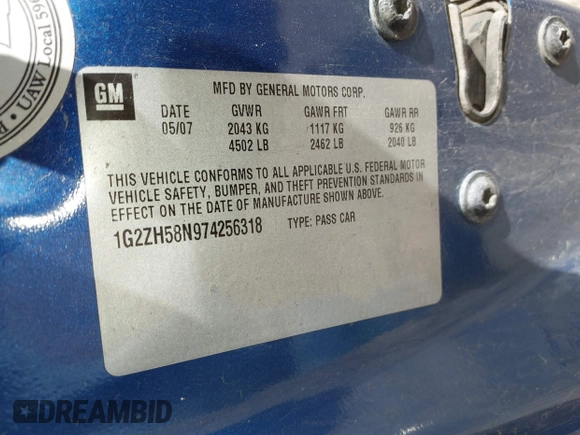 UAW Local 59
GM
MFD BY GENERAL MOTORS CORP.
DATE GVWR GAWR FRT GAWR RR
05/07 2043 KG 1117 KG 926 KG
4502 LB 2462 LB 2040 LB
THIS VEHICLE CONFORMS TO ALL APPLICABLE U.S. FEDERAL MOTOR
VEHICLE SAFETY, BUMPER, AND THEFT PREVENTION STANDARDS IN
EFFECT ON THE DATE OF MANUFACTURE SHOWN ABOVE.
1G2ZH58N974256318 TYPE: PASS CAR
DREAMBID